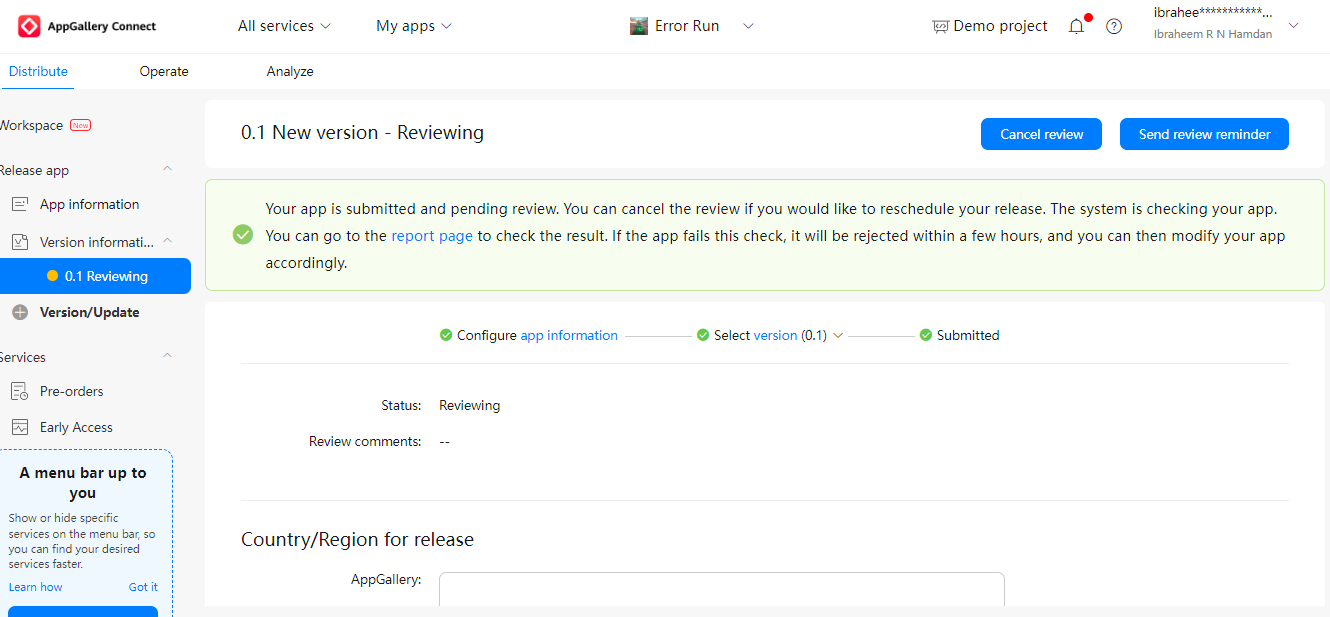 AppGallery Connect
All services
My apps
Error Run
Demo project
ibrahee***********...
Ibraheem R N Hamdan
Distribute
Operate
Analyze
Workspace New
Release app
App information
Version informati...
0.1 Reviewing
Version/Update
Services
Pre-orders
Early Access
A menu bar up to
you
Show or hide specific
services on the menu bar, so
you can find your desired
services faster.
Learn how
Got it
0.1 New version - Reviewing
Cancel review
Send review reminder
Your app is submitted and pending review. You can cancel the review if you would like to reschedule your release. The system is checking your app.
You can go to the report page to check the result. If the app fails this check, it will be rejected within a few hours, and you can then modify your app
accordingly.
Configure app information
Select version (0.1)
Submitted
Status: Reviewing
Review comments: --
Country/Region for release
AppGallery: